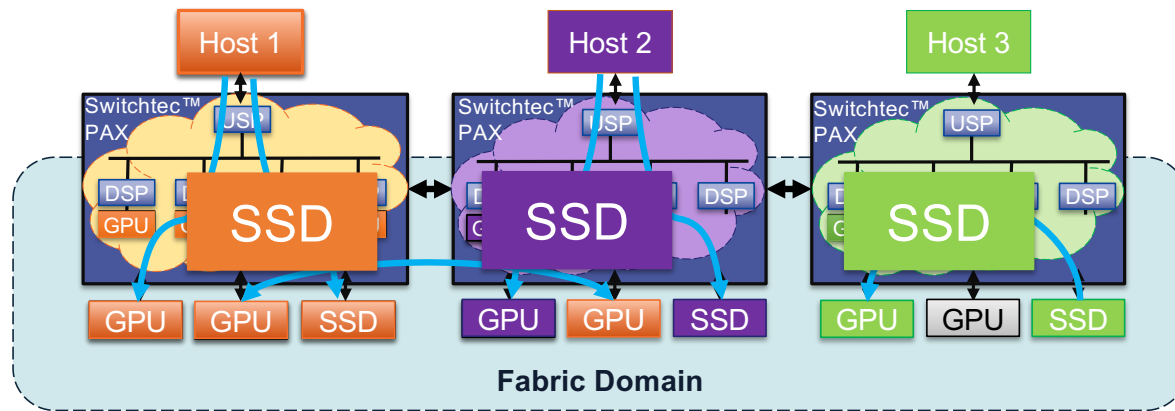 Host 1
Host 2
Host 3
Switchtec™
PAX
USP
Switchtec™
PAX
USP
Switchtec™
PAX
USP
DSP
DSP
DSP
GPU
SSD
SSD
SSD
GPU
GPU
SSD
GPU
GPU
SSD
GPU
GPU
SSD
Fabric Domain